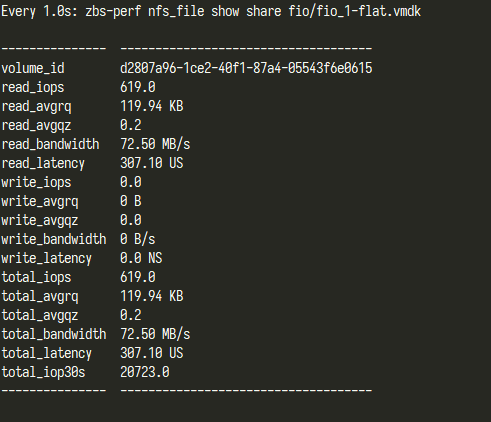 Every 1.0s: zbs-perf nfs_file show share fio/fio_1-flat.vmdk
---------------  ------------------------------------
volume_id        d2807a96-1ce2-40f1-87a4-05543f6e0615
read_iops        619.0
read_avgrq       119.94 KB
read_avgqz       0.2
read_bandwidth   72.50 MB/s
read_latency     307.10 US
write_iops       0.0
write_avgrq      0 B
write_avgqz      0.0
write_bandwidth  0 B/s
write_latency    0.0 NS
total_iops       619.0
total_avgrq      119.94 KB
total_avgqz      0.2
total_bandwidth  72.50 MB/s
total_latency    307.10 US
total_iop30s     20723.0
---------------  ------------------------------------